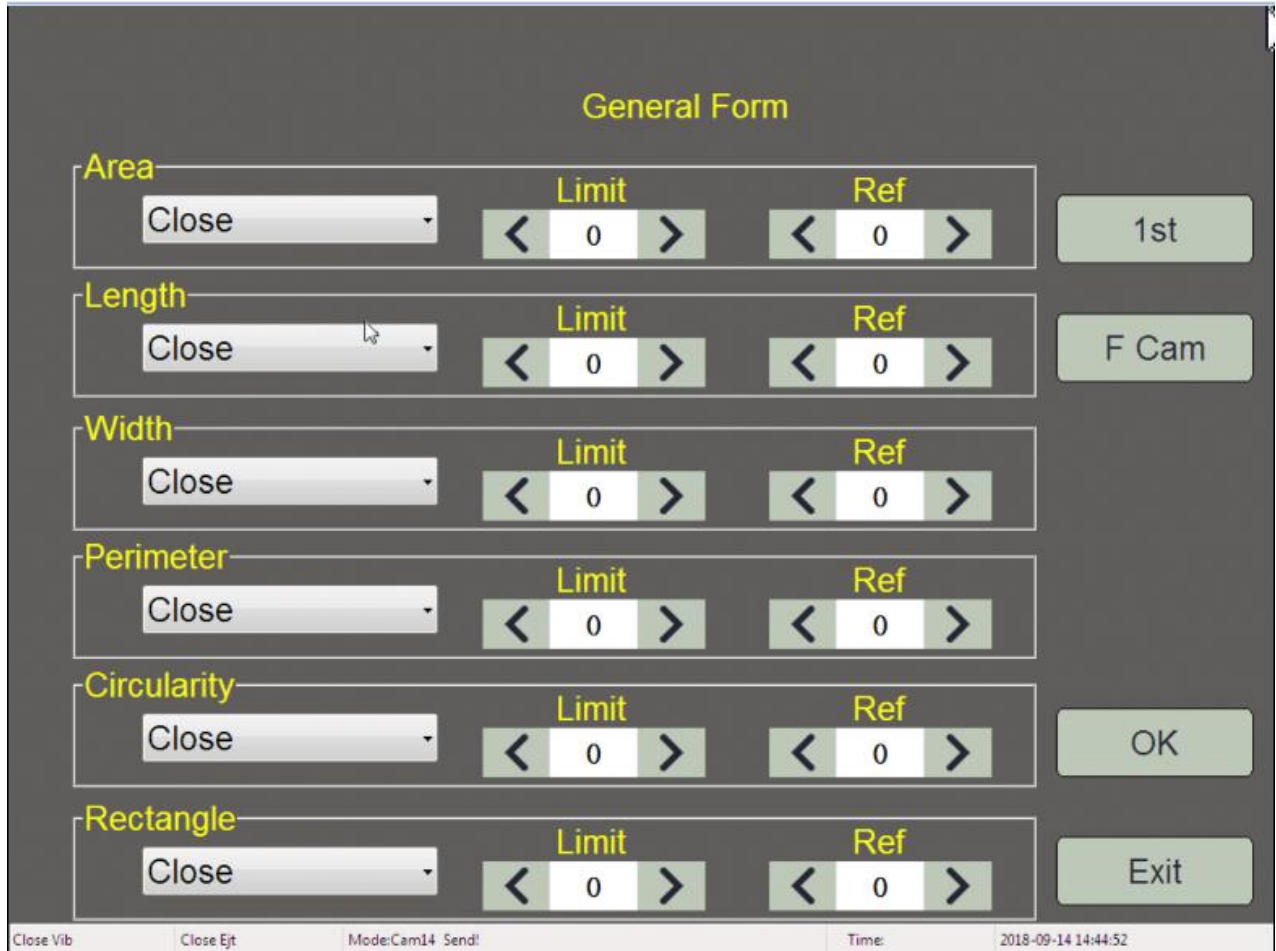 General Form
Area
Limit Ref
Close 0 0 1st
Length
Limit Ref
Close 0 0 F Cam
Width
Limit Ref
Close 0 0
Perimeter
Limit Ref
Close 0 0
Circularity
Limit Ref
Close 0 0 OK
Rectangle
Limit Ref
Close 0 0 Exit
Close Vib Close Ejt Mode:Cam14 Send! Time: 2018-09-14 14:44:52